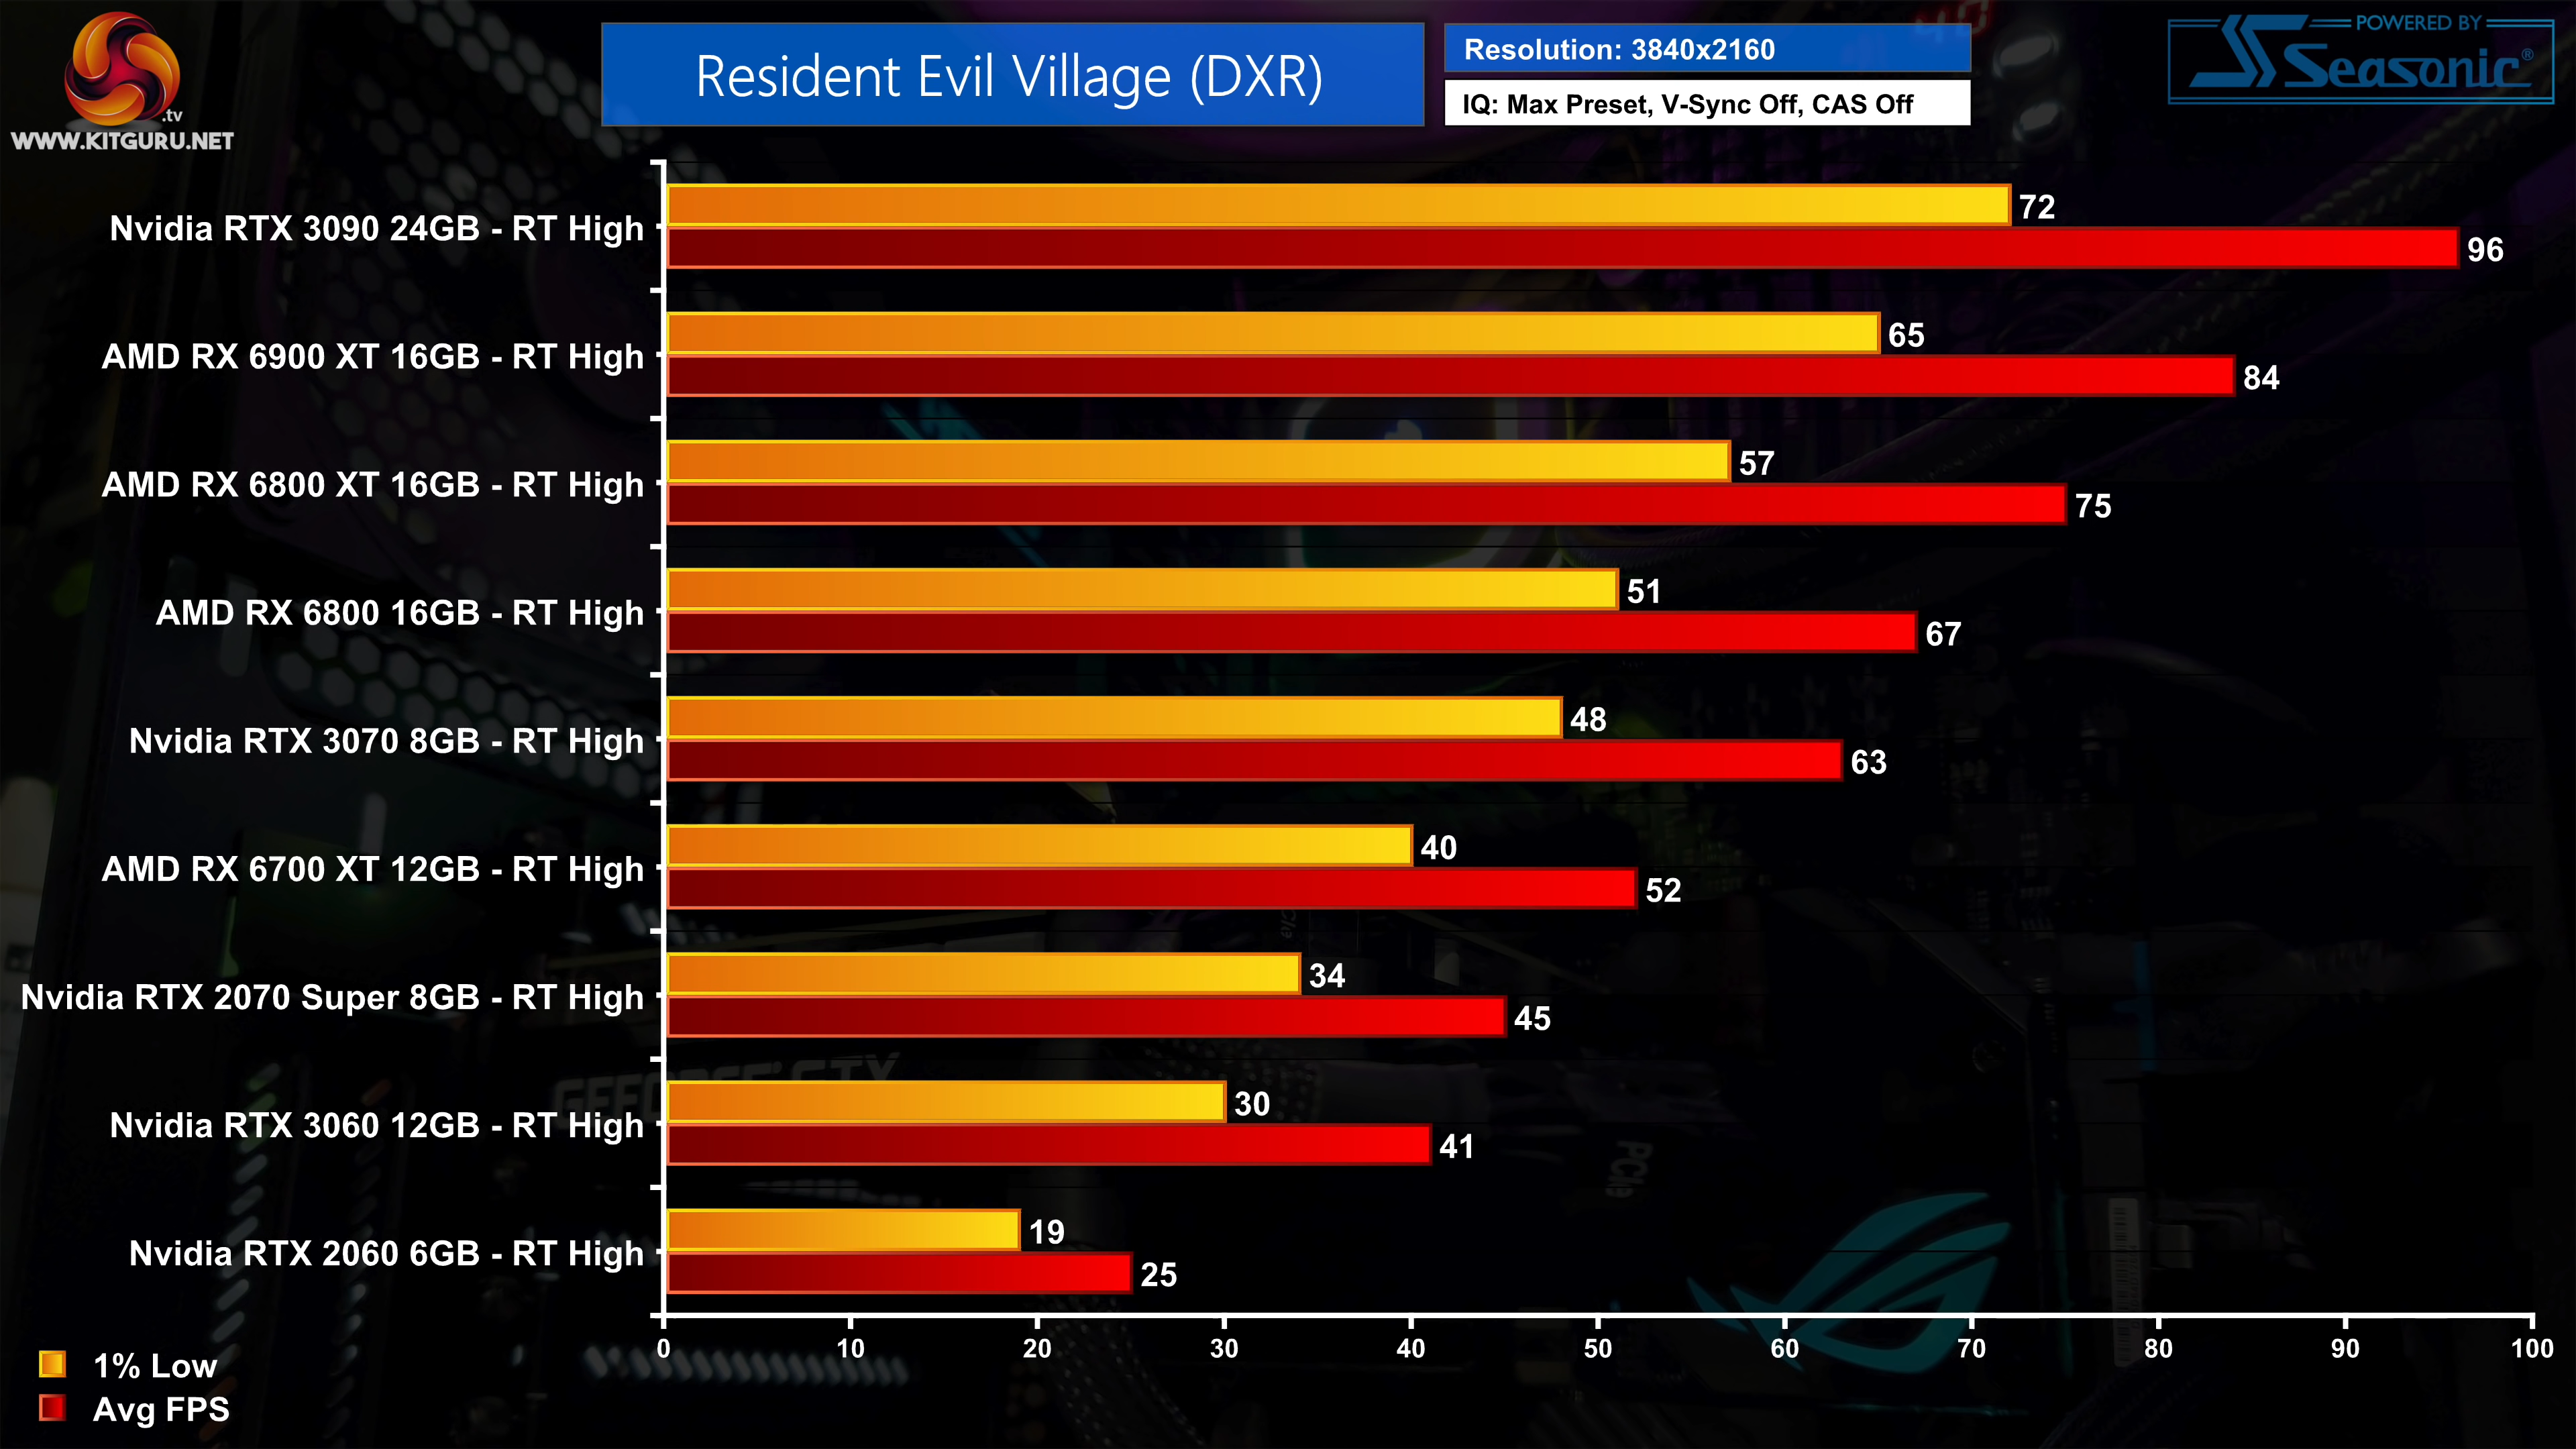 .tv
WWW.KITGURU.NET
Resident Evil Village (DXR)
Resolution: 3840x2160
IQ: Max Preset, V-Sync Off, CAS Off
POWERED BY
Seasonic®
Nvidia RTX 3090 24GB - RT High
72
96
AMD RX 6900 XT 16GB - RT High
65
84
AMD RX 6800 XT 16GB - RT High
57
75
AMD RX 6800 16GB - RT High
51
67
Nvidia RTX 3070 8GB - RT High
48
63
AMD RX 6700 XT 12GB - RT High
40
52
Nvidia RTX 2070 Super 8GB - RT High
34
45
GEFORCE GTX
Nvidia RTX 3060 12GB - RT High
30
41
PCIe
Nvidia RTX 2060 6GB - RT High
19
25
0 10 20 30 40 50 60 70 80 90 100
1% Low
Avg FPS